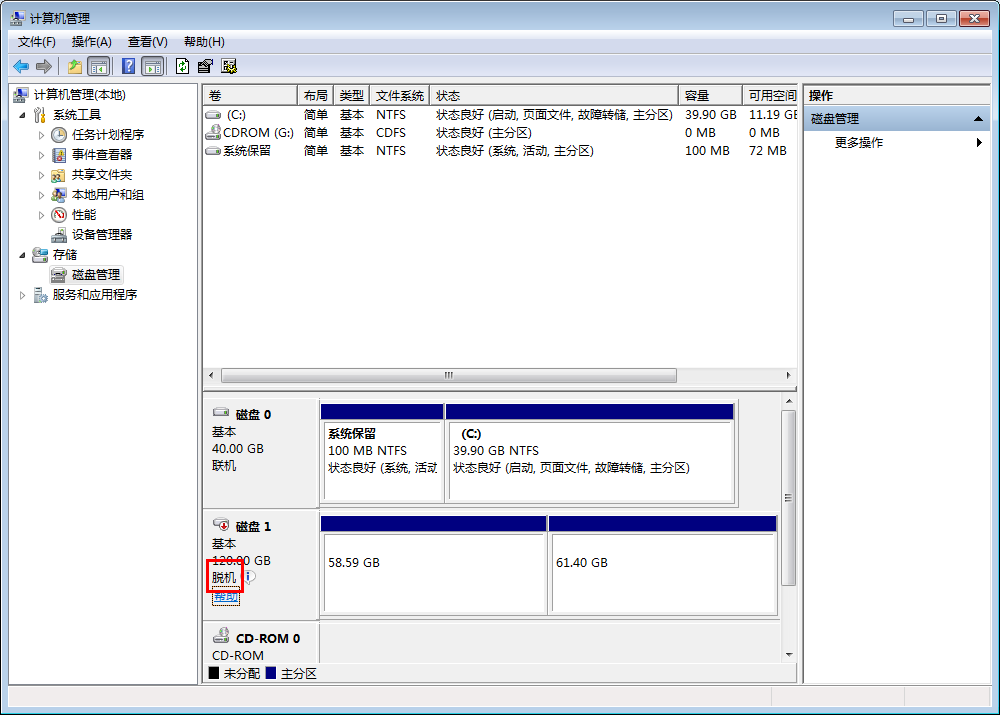 计算机管理
文件(F) 操作(A) 查看(V) 帮助(H)
计算机管理(本地)
系统工具
任务计划程序
事件查看器
共享文件夹
本地用户和组
性能
设备管理器
存储
磁盘管理
服务和应用程序
卷 布局 类型 文件系统 状态 容量 可用空间
(C:) 简单 基本 NTFS 状态良好 (启动, 页面文件, 故障转储, 主分区) 39.90 GB 11.19 GB
CDROM (G:) 简单 基本 CDFS 状态良好 (主分区) 0 MB 0 MB
系统保留 简单 基本 NTFS 状态良好 (系统, 活动, 主分区) 100 MB 72 MB
磁盘 0
基本
40.00 GB
联机
系统保留
100 MB NTFS
状态良好 (系统, 活动
(C:)
39.90 GB NTFS
状态良好 (启动, 页面文件, 故障转储, 主分区)
磁盘 1
基本
120.00 GB
脱机
帮助
58.59 GB
61.40 GB
CD-ROM 0
CD-ROM
未分配 主分区
操作
磁盘管理
更多操作